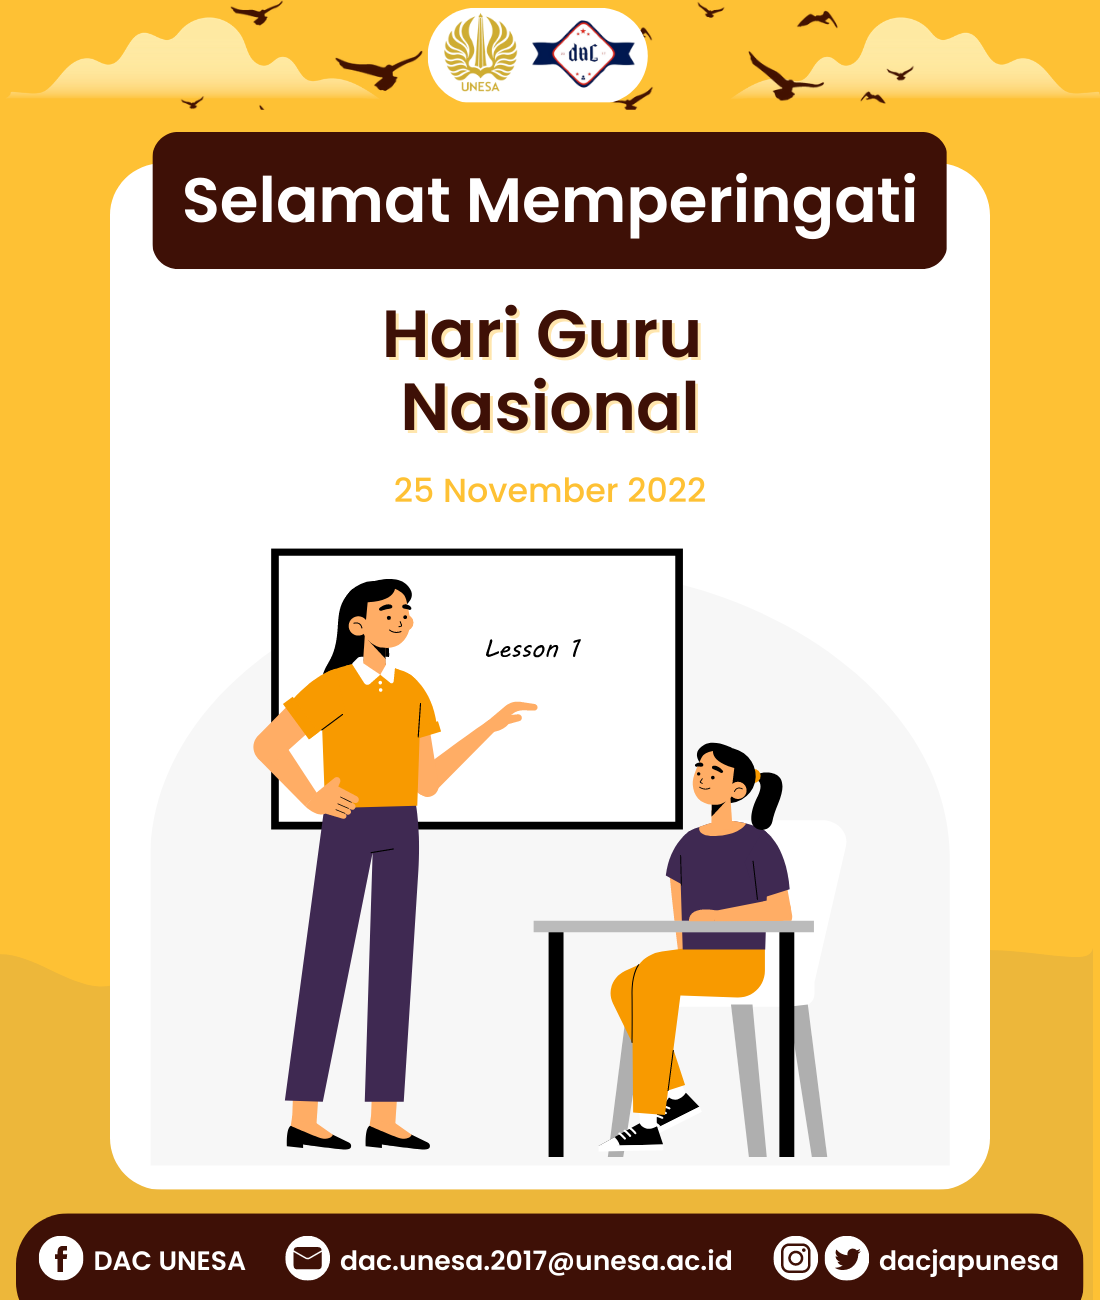 UNESA
dAC
Selamat Memperingati
Hari Guru
Nasional
25 November 2022
Lesson 1
DAC UNESA
dac.unesa.2017@unesa.ac.id
dacjapunesa